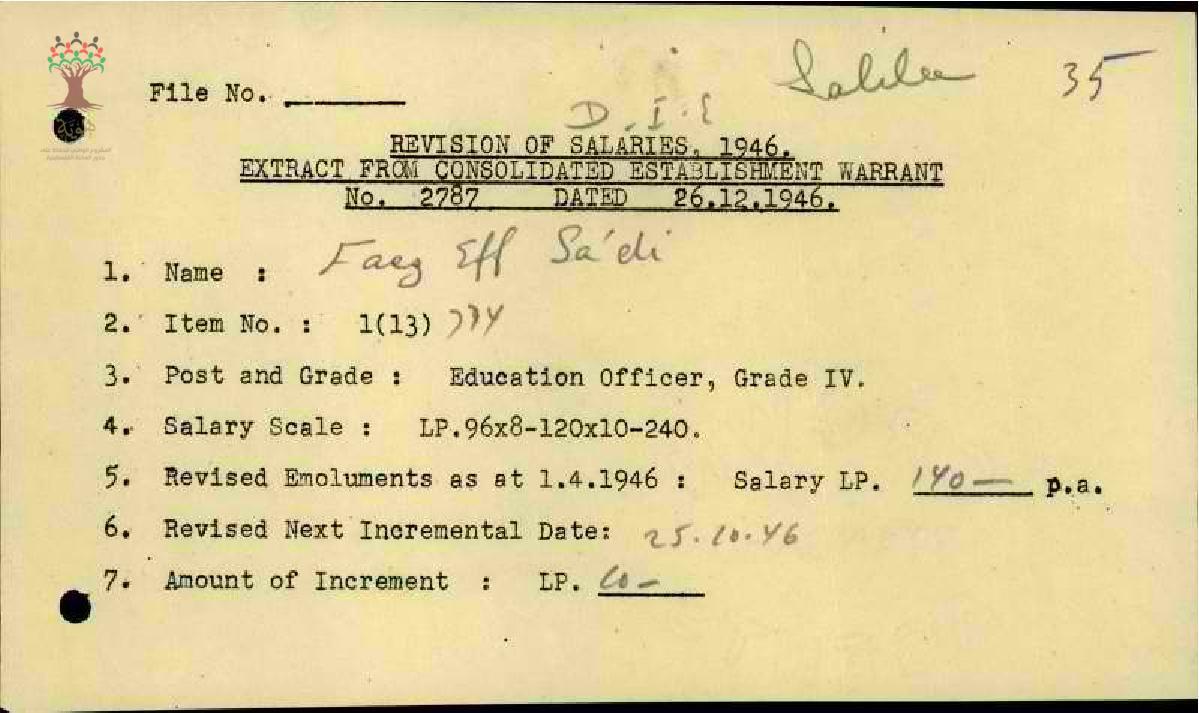 35
File No.
D.I.E
REVISION OF SALARIES, 1946.
EXTRACT FROM CONSOLIDATED ESTABLISHMENT WARRANT
No. 2787 DATED 26.12.1946.
1. Name : Faez Eff Sa'di
2. Item No. : 1(13)
3. Post and Grade : Education Officer, Grade IV.
4. Salary Scale : LP.96x8-120x10-240.
5. Revised Emoluments as at 1.4.1946 : Salary LP. 140— p.a.
6. Revised Next Incremental Date: 25.10.46
7. Amount of Increment : LP. 10-